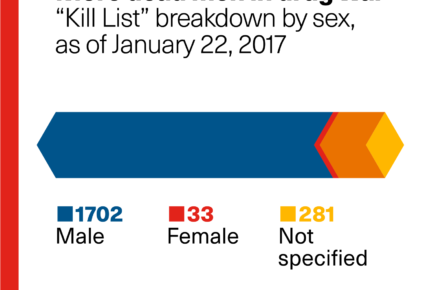 “Kill List” breakdown by sex,
as of January 22, 2017
1702
Male
33
Female
281
Not
specified